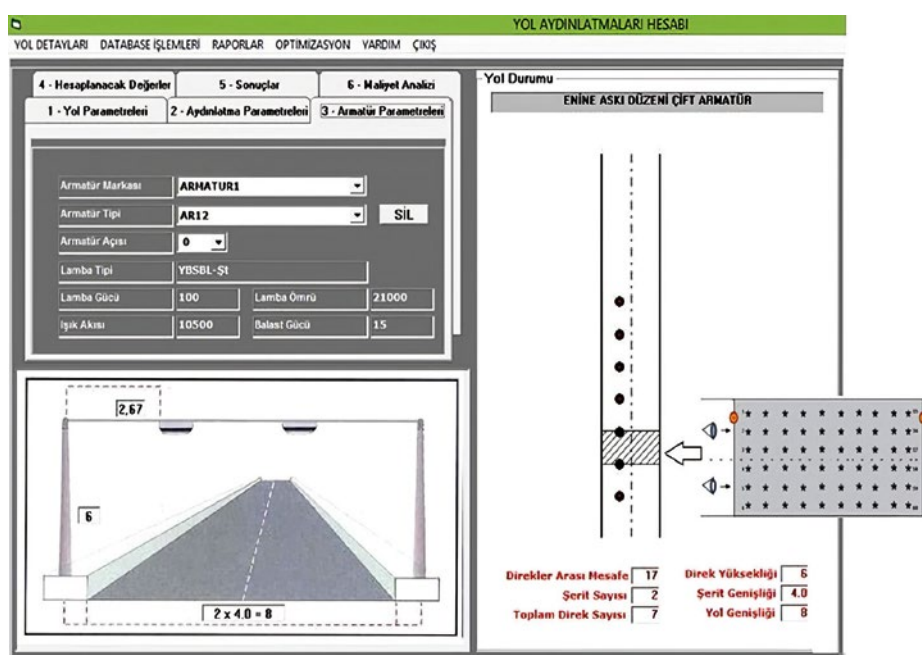 YOL AYDINLATMALARI HESABI
YOL DETAYLARI DATABASE İŞLEMLERİ RAPORLAR OPTIMIZASYON YARDIM ÇIKIŞ
4 - Hesaplanacak Değerler 5 - Sonuçlar 6 - Maliyet Analizi
1 - Yol Parametreleri 2 - Aydınlatma Parametreleri 3 - Armatür Parametreleri
Armatür Markası ARMATUR1
Armatür Tipi AR12 SİL
Armatür Açısı 0
Lamba Tipi YBSBL-Şt
Lamba Gücü 100 Lamba Ömrü 21000
Işık Akısı 10500 Balast Gücü 15
2,67
6
2 x 4.0 = 8
Yol Durumu
ENİNE ASKI DÜZENİ ÇİFT ARMATÜR
Direkler Arası Mesafe 17 Direk Yüksekliği 6
Şerit Sayısı 2 Şerit Genişliği 4.0
Toplam Direk Sayısı 7 Yol Genişliği 8